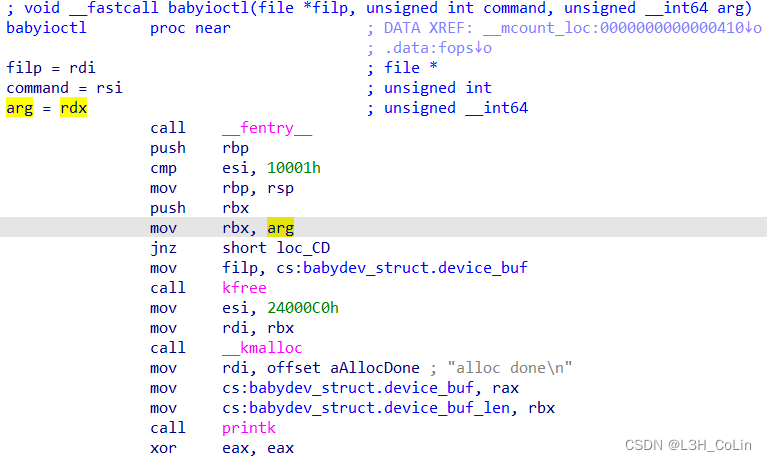 ; void __fastcall babyioctl(file *filp, unsigned int command, unsigned __int64 arg)
babyioctl proc near ; DATA XREF: __mcount_loc:0000000000000410↓o
; .data:fops↓o
filp = rdi ; file *
command = rsi ; unsigned int
arg = rdx ; unsigned __int64
call __fentry__
push rbp
cmp esi, 10001h
mov rbp, rsp
push rbx
mov rbx, arg
jnz short loc_CD
mov filp, cs:babydev_struct.device_buf
call kfree
mov esi, 24000C0h
mov rdi, rbx
call __kmalloc
mov rdi, offset aAllocDone ; "alloc done\n"
mov cs:babydev_struct.device_buf, rax
mov cs:babydev_struct.device_buf_len, rbx
call printk
xor eax, eax
CSDN @L3H_CoLin